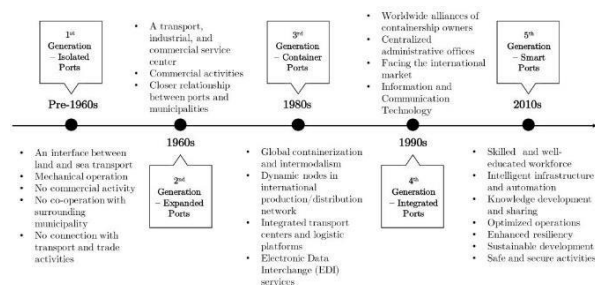 1st
Generation
– Isolated
Ports
Pre-1960s
• An interface between
land and sea transport
• Mechanical operation
• No commercial activity
• No co-operation with
surrounding
municipality
• No connection with
transport and trade
activities
• A transport,
industrial, and
commercial service
center
• Commercial activities
• Closer relationship
between ports and
municipalities
1960s
2nd
Generation
– Expanded
Ports
3rd
Generation
– Container
Ports
1980s
• Global containerization
and intermodalism
• Dynamic nodes in
international
production/distribution
network
• Integrated transport
centers and logistic
platforms
• Electronic Data
Interchange (EDI)
services
• Worldwide alliances of
containership owners
• Centralized
administrative offices
• Facing the international
market
• Information and
Communication
Technology
1990s
4th
Generation
– Integrated
Ports
5th
Generation
– Smart Ports
2010s
• Skilled and well-
educated workforce
• Intelligent infrastructure
and automation
• Knowledge development
and sharing
• Optimized operations
• Enhanced resiliency
• Sustainable development
• Safe and secure activities